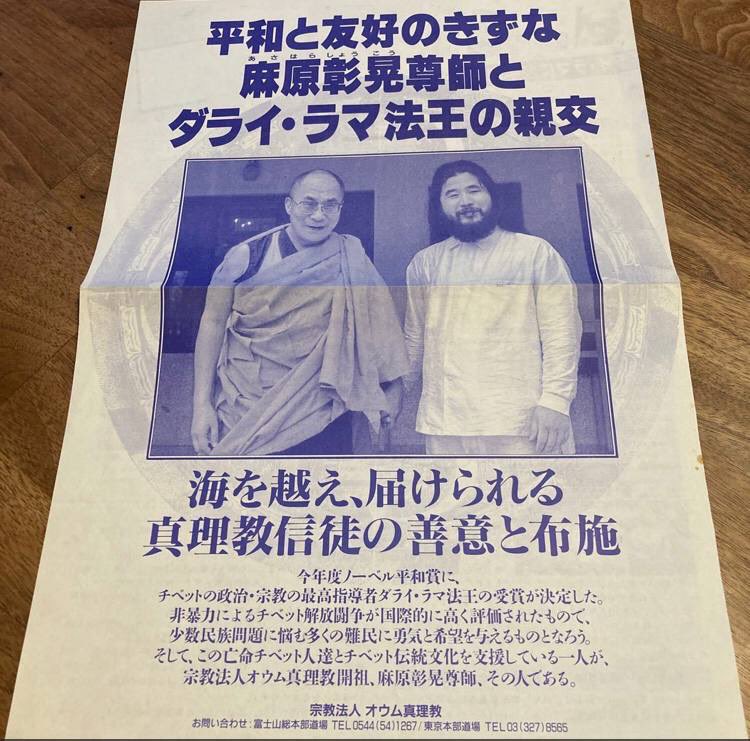 平和と友好のきずな
あさはらしょうこう
麻原彰晃尊師と
ダライ・ラマ法王の親交
海を越え、届けられる
真理教信徒の善意と布施
今年度ノーベル平和賞に、
チベットの政治・宗教の最高指導者ダライ・ラマ法王の受賞が決定した。
非暴力によるチベット解放闘争が国際的に高く評価されたもので、
少数民族問題に悩む多くの難民に勇気と希望を与えるものとなろう。
そして、この亡命チベット人達とチベット伝統文化を支援している一人が、
宗教法人オウム真理教開祖、麻原彰晃尊師、その人である。
宗教法人 オウム真理教
お問い合わせ:富士山総本部道場 TEL0544(54)1267/東京本部道場 TEL03(327)8565